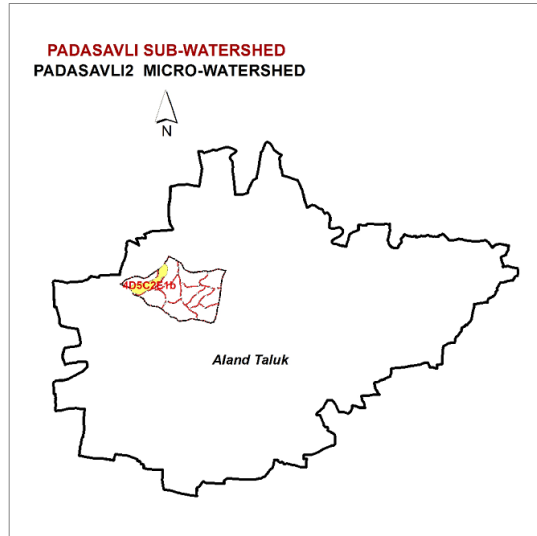 PADASAVLI SUB-WATERSHED
PADASAVLI2 MICRO-WATERSHED
N
4D5C2E1b
Aland Taluk